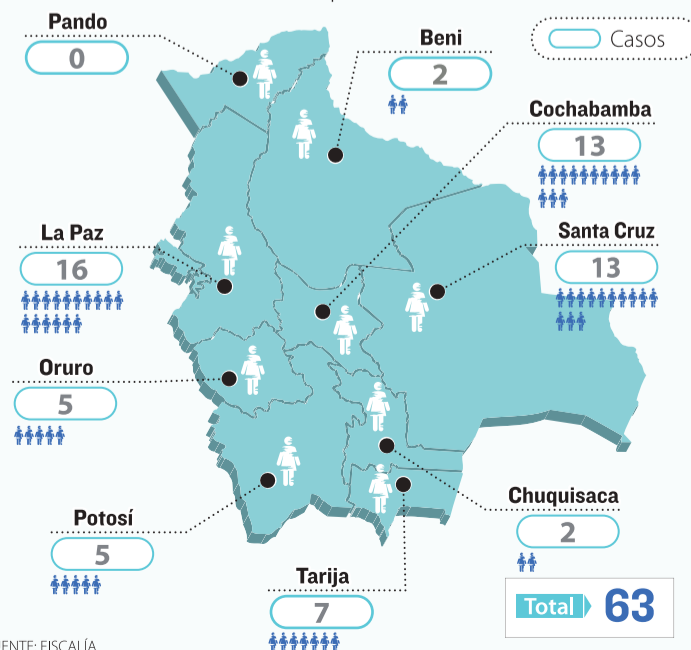 Pando
0
Beni
2
Casos
Cochabamba
13
La Paz
16
Santa Cruz
13
Oruro
5
Chuquisaca
2
Potosí
5
Tarija
7
Total 63
ENTE: FISCALÍA